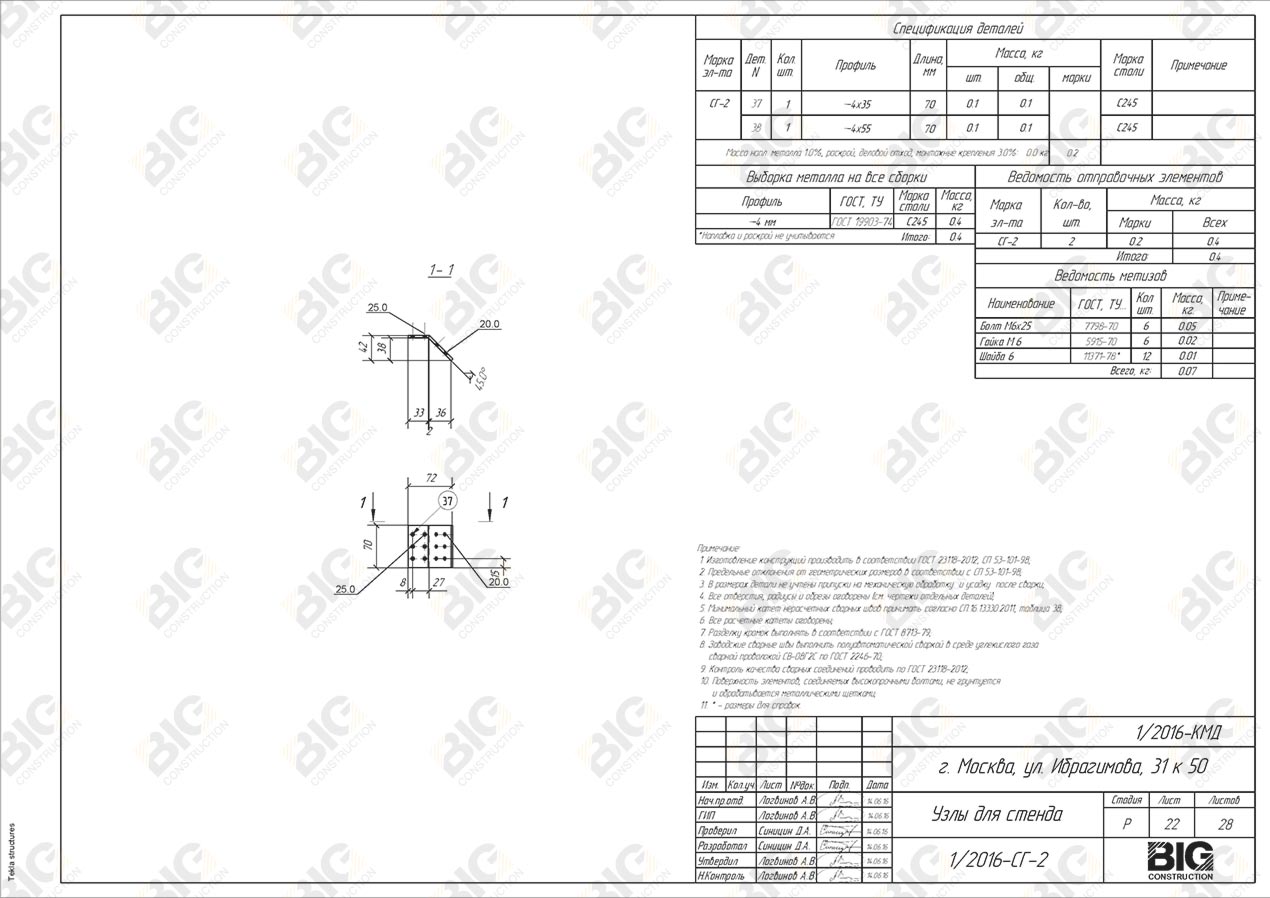 Спецификация деталей
Марка эл-та Дет. N Кол. шт. Профиль Длина, мм Масса, кг Марка стали Примечание
шт. общ. марки
СГ-2 37 1 —4х35 70 0.1 0.1 С245
38 1 —4х55 70 0.1 0.1 С245
Масса напл. металла 1.0%, раскрой, деловой отход, монтажные крепления 3.0%: 0.0 кг 0.2
Выборка металла на все сборки
Профиль ГОСТ, ТУ Марка стали Масса, кг
—4 мм ГОСТ 19903-74 С245 0.4
*Наплавка и раскрой не учитываются Итого: 0.4
Ведомость отправочных элементов
Марка эл-та Кол-во, шт. Масса, кг
Марки Всех
СГ-2 2 0.2 0.4
Итого: 0.4
Ведомость метизов
Наименование ГОСТ, ТУ... Кол шт. Масса, кг. Приме-чание
Болт М6х25 7798-70 6 0.05
Гайка М 6 5915-70 6 0.02
Шайба 6 11371-78* 12 0.01
Всего, кг: 0.07
1-1
25.0
20.0
42
38
45.0°
33 36
2
72
37
1 1
70
15
25.0 8 27 20.0
Примечание
1. Изготовление конструкций производить в соответствии ГОСТ 23118-2012, СП 53-101-98;
2. Предельные отклонения от геометрических размеров в соответствии с СП 53-101-98;
3. В размерах детали не учтены припуски на механическую обработку и усадку после сварки;
4. Все отверстия, радиусы и обрезы оговорены (см. чертежи отдельных деталей);
5. Минимальный катет нерасчетных сварных швов принимать согласно СП 16.13330.2011, таблица 38;
6. Все расчетные катеты оговорены;
7. Разделку кромок выполнять в соответствии с ГОСТ 8713-79;
8. Заводские сварные швы выполнить полуавтоматической сваркой в среде углекислого газа
сварной проволокой СВ-08Г2С по ГОСТ 2246-70;
9. Контроль качества сварных соединений проводить по ГОСТ 23118-2012;
10. Поверхность элементов, соединяемых высокопрочными болтами, не грунтуется
и обрабатывается металлическими щетками;
11. * - размеры для справок
1/2016-КМД
г. Москва, ул. Ибрагимова, 31 к 50
Изм. Кол.уч Лист №док. Подп. Дата
Нач.пр.отд. Логвинов А.В. 14.06.16
ГИП Логвинов А.В. 14.06.16
Проверил Синицин Д.А. 14.06.16
Разработал Синицин Д.А. 14.06.16
Утвердил Логвинов А.В. 14.06.16
Н.Контроль Логвинов А.В. 14.06.16
Узлы для стенда
Стадия Лист Листов
Р 22 28
1/2016-СГ-2
BIG
CONSTRUCTION
Tekla structures